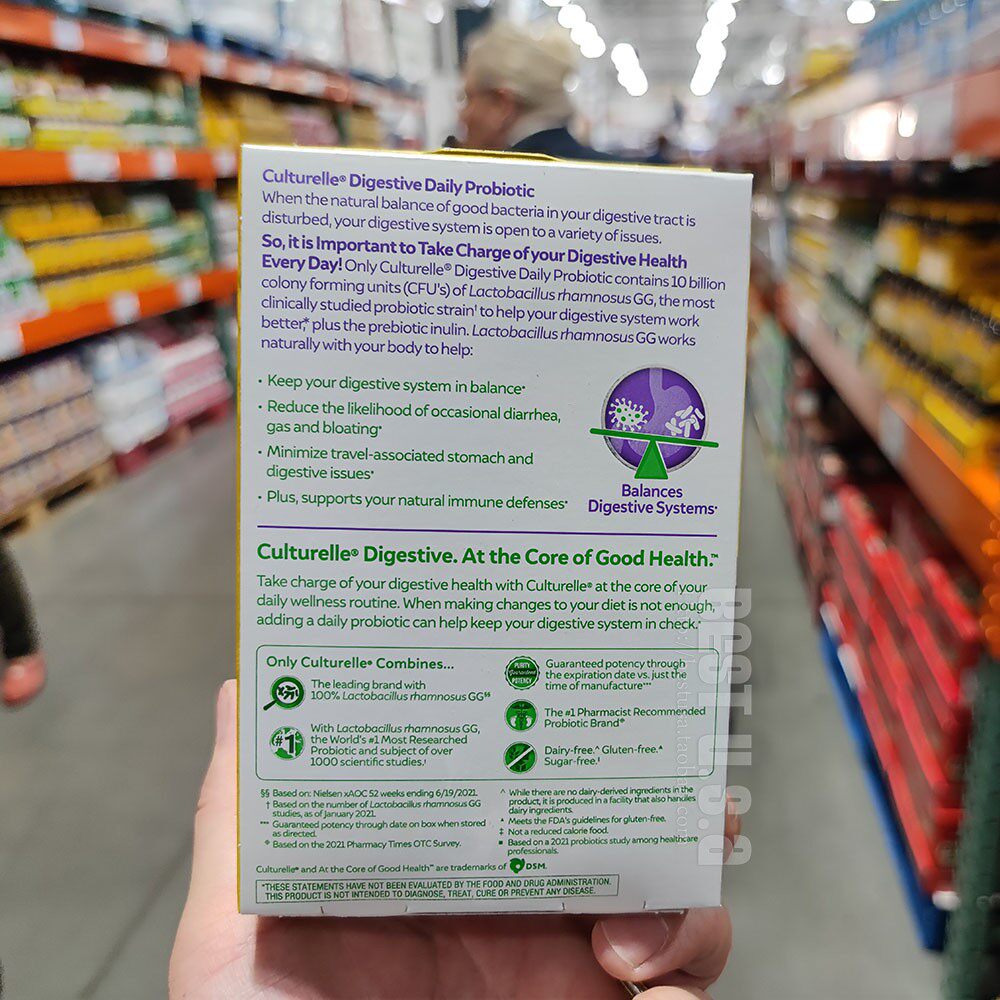 Culturelle® Digestive Daily Probiotic
When the natural balance of good bacteria in your digestive tract is
disturbed, your digestive system is open to a variety of issues.
So, it is Important to Take Charge of your Digestive Health
Every Day! Only Culturelle® Digestive Daily Probiotic contains 10 billion
colony forming units (CFU's) of Lactobacillus rhamnosus GG, the most
clinically studied probiotic strain† to help your digestive system work
better,* plus the prebiotic inulin. Lactobacillus rhamnosus GG works
naturally with your body to help:
• Keep your digestive system in balance*
• Reduce the likelihood of occasional diarrhea,
gas and bloating*
• Minimize travel-associated stomach and
digestive issues*
• Plus, supports your natural immune defenses*
Balances
Digestive Systems*
Culturelle® Digestive. At the Core of Good Health.™
Take charge of your digestive health with Culturelle® at the core of your
daily wellness routine. When making changes to your diet is not enough,
adding a daily probiotic can help keep your digestive system in check.*
Only Culturelle® Combines...
The leading brand with
100% Lactobacillus rhamnosus GG§§
#1
With Lactobacillus rhamnosus GG,
the World's #1 Most Researched
Probiotic and subject of over
1000 scientific studies.†
PURITY
Guaranteed
POTENCY
Guaranteed potency through
the expiration date vs. just the
time of manufacture***
The #1 Pharmacist Recommended
Probiotic Brand®
Dairy-free.^ Gluten-free.▲
Sugar-free.‡
§§ Based on: Nielsen xAOC 52 weeks ending 6/19/2021.
† Based on the number of Lactobacillus rhamnosus GG
studies, as of January 2021.
*** Guaranteed potency through date on box when stored
as directed.
® Based on the 2021 Pharmacy Times OTC Survey.
^ While there are no dairy-derived ingredients in the
product, it is produced in a facility that also handles
dairy ingredients.
▲ Meets the FDA's guidelines for gluten-free.
‡ Not a reduced calorie food.
■ Based on a 2021 probiotics study among healthcare
professionals.
Culturelle® and At the Core of Good Health™ are trademarks of DSM.
*THESE STATEMENTS HAVE NOT BEEN EVALUATED BY THE FOOD AND DRUG ADMINISTRATION.
THIS PRODUCT IS NOT INTENDED TO DIAGNOSE, TREAT, CURE OR PREVENT ANY DISEASE.
BEST U.S.a